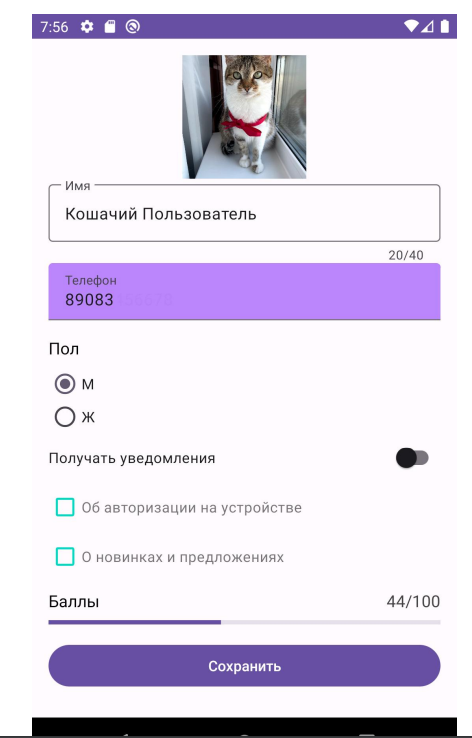 7:56
Имя
Кошачий Пользователь
20/40
Телефон
89083
Пол
М
Ж
Получать уведомления
Об авторизации на устройстве
О новинках и предложениях
Баллы 44/100
Сохранить